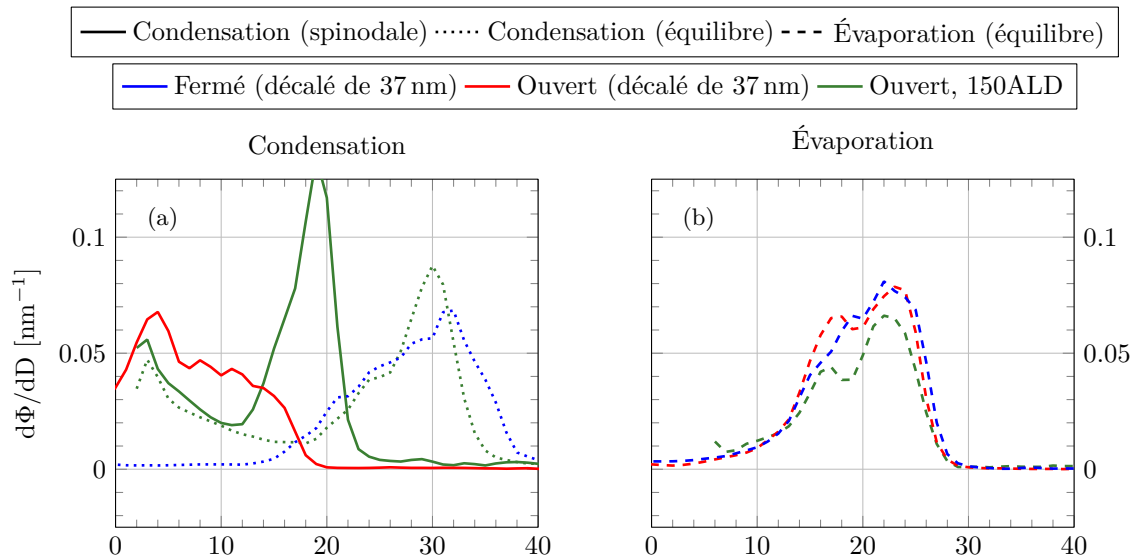 Condensation (spinodale) Condensation (équilibre) Évaporation (équilibre)
Fermé (décalé de 37 nm) Ouvert (décalé de 37 nm) Ouvert, 150ALD
Condensation Évaporation
(a) (b)
0.1 0.1
0.05 0.05
0 0
dΦ/dD [nm⁻¹]
0 20 40 0 10 20 30 40